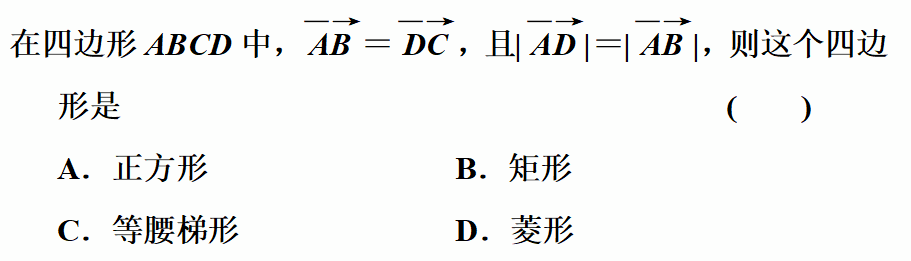 在四边形 ABCD 中，$\overrightarrow{AB}$ = $\overrightarrow{DC}$，且|$\overrightarrow{AD}$|=|$\overrightarrow{AB}$|，则这个四边
形是 ( )
A．正方形 B．矩形
C．等腰梯形 D．菱形